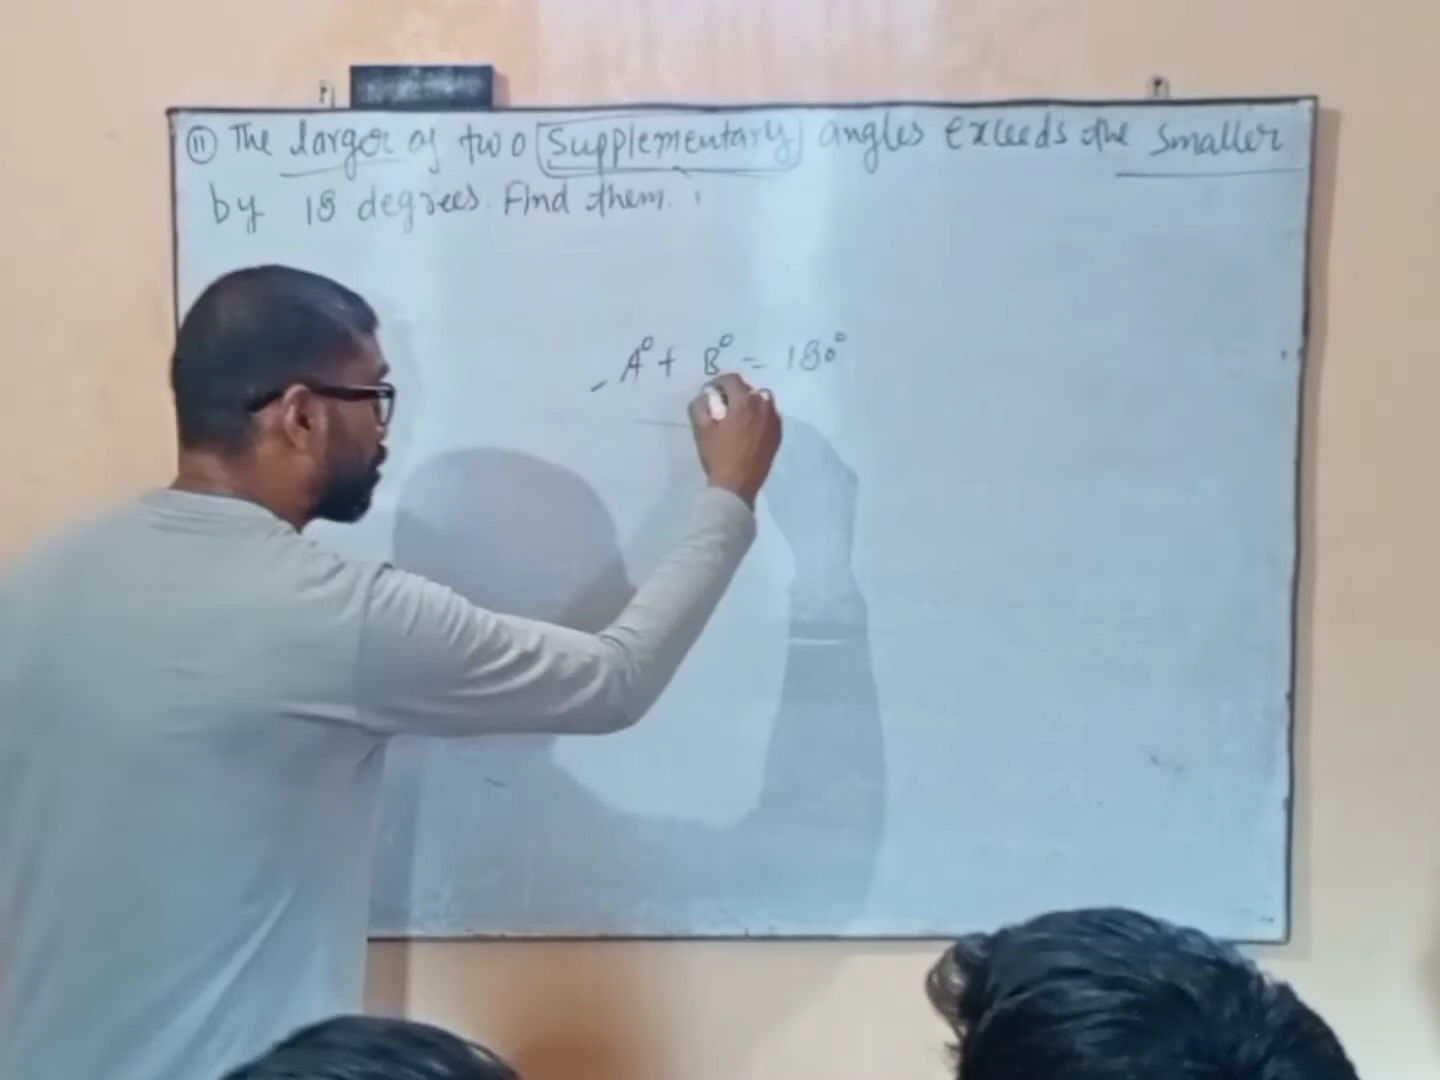 (11) The larger of two supplementary angles exceeds the smaller
by 18 degrees. Find them.
A° + B° = 180°